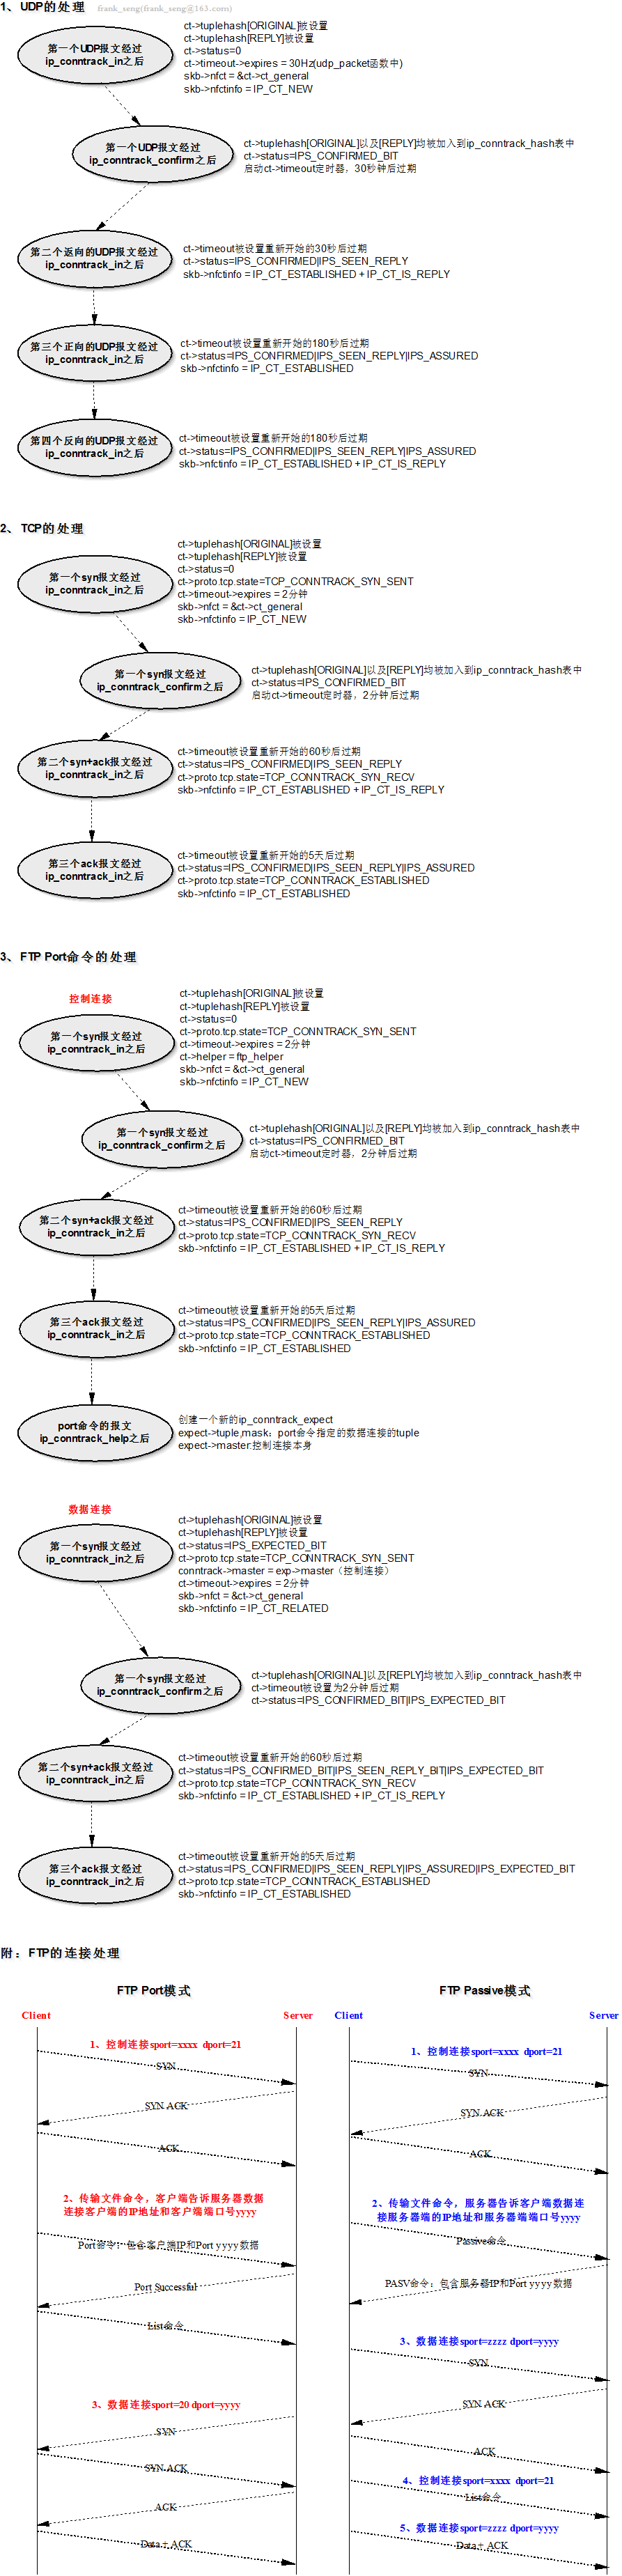 1、UDP的处理 frank_seng(frank_seng@163.com)
第一个UDP报文经过
ip_conntrack_in之后
ct->tuplehash[ORIGINAL]被设置
ct->tuplehash[REPLY]被设置
ct->status=0
ct->timeout->expires = 30Hz(udp_packet函数中)
skb->nfct = &ct->ct_general
skb->nfctinfo = IP_CT_NEW
第一个UDP报文经过
ip_conntrack_confirm之后
ct->tuplehash[ORIGINAL]以及[REPLY]均被加入到ip_conntrack_hash表中
ct->status=IPS_CONFIRMED_BIT
启动ct->timeout定时器，30秒钟后过期
第二个返向的UDP报文经过
ip_conntrack_in之后
ct->timeout被设置重新开始的30秒后过期
ct->status=IPS_CONFIRMED|IPS_SEEN_REPLY
skb->nfctinfo = IP_CT_ESTABLISHED + IP_CT_IS_REPLY
第三个正向的UDP报文经过
ip_conntrack_in之后
ct->timeout被设置重新开始的180秒后过期
ct->status=IPS_CONFIRMED|IPS_SEEN_REPLY|IPS_ASSURED
skb->nfctinfo = IP_CT_ESTABLISHED
第四个反向的UDP报文经过
ip_conntrack_in之后
ct->timeout被设置重新开始的180秒后过期
ct->status=IPS_CONFIRMED|IPS_SEEN_REPLY|IPS_ASSURED
skb->nfctinfo = IP_CT_ESTABLISHED + IP_CT_IS_REPLY
2、TCP的处理
第一个syn报文经过
ip_conntrack_in之后
ct->tuplehash[ORIGINAL]被设置
ct->tuplehash[REPLY]被设置
ct->status=0
ct->proto.tcp.state=TCP_CONNTRACK_SYN_SENT
ct->timeout->expires = 2分钟
skb->nfct = &ct->ct_general
skb->nfctinfo = IP_CT_NEW
第一个syn报文经过
ip_conntrack_confirm之后
ct->tuplehash[ORIGINAL]以及[REPLY]均被加入到ip_conntrack_hash表中
ct->status=IPS_CONFIRMED_BIT
启动ct->timeout定时器，2分钟后过期
第二个syn+ack报文经过
ip_conntrack_in之后
ct->timeout被设置重新开始的60秒后过期
ct->status=IPS_CONFIRMED|IPS_SEEN_REPLY
ct->proto.tcp.state=TCP_CONNTRACK_SYN_RECV
skb->nfctinfo = IP_CT_ESTABLISHED + IP_CT_IS_REPLY
第三个ack报文经过
ip_conntrack_in之后
ct->timeout被设置重新开始的5天后过期
ct->status=IPS_CONFIRMED|IPS_SEEN_REPLY|IPS_ASSURED
ct->proto.tcp.state=TCP_CONNTRACK_ESTABLISHED
skb->nfctinfo = IP_CT_ESTABLISHED
3、FTP Port命令的处理
控制连接
第一个syn报文经过
ip_conntrack_in之后
ct->tuplehash[ORIGINAL]被设置
ct->tuplehash[REPLY]被设置
ct->status=0
ct->proto.tcp.state=TCP_CONNTRACK_SYN_SENT
ct->timeout->expires = 2分钟
ct->helper = ftp_helper
skb->nfct = &ct->ct_general
skb->nfctinfo = IP_CT_NEW
第一个syn报文经过
ip_conntrack_confirm之后
ct->tuplehash[ORIGINAL]以及[REPLY]均被加入到ip_conntrack_hash表中
ct->status=IPS_CONFIRMED_BIT
启动ct->timeout定时器，2分钟后过期
第二个syn+ack报文经过
ip_conntrack_in之后
ct->timeout被设置重新开始的60秒后过期
ct->status=IPS_CONFIRMED|IPS_SEEN_REPLY
ct->proto.tcp.state=TCP_CONNTRACK_SYN_RECV
skb->nfctinfo = IP_CT_ESTABLISHED + IP_CT_IS_REPLY
第三个ack报文经过
ip_conntrack_in之后
ct->timeout被设置重新开始的5天后过期
ct->status=IPS_CONFIRMED|IPS_SEEN_REPLY|IPS_ASSURED
ct->proto.tcp.state=TCP_CONNTRACK_ESTABLISHED
skb->nfctinfo = IP_CT_ESTABLISHED
port命令的报文
ip_conntrack_help之后
创建一个新的ip_conntrack_expect
expect->tuple,mask：port命令指定的数据连接的tuple
expect->master:控制连接本身
数据连接
第一个syn报文经过
ip_conntrack_in之后
ct->tuplehash[ORIGINAL]被设置
ct->tuplehash[REPLY]被设置
ct->status=IPS_EXPECTED_BIT
ct->proto.tcp.state=TCP_CONNTRACK_SYN_SENT
conntrack->master = exp->master（控制连接）
ct->timeout->expires = 2分钟
skb->nfct = &ct->ct_general
skb->nfctinfo = IP_CT_RELATED
第一个syn报文经过
ip_conntrack_confirm之后
ct->tuplehash[ORIGINAL]以及[REPLY]均被加入到ip_conntrack_hash表中
ct->timeout被设置为2分钟后过期
ct->status=IPS_CONFIRMED_BIT|IPS_EXPECTED_BIT
第二个syn+ack报文经过
ip_conntrack_in之后
ct->timeout被设置重新开始的60秒后过期
ct->status=IPS_CONFIRMED_BIT|IPS_SEEN_REPLY_BIT|IPS_EXPECTED_BIT
ct->proto.tcp.state=TCP_CONNTRACK_SYN_RECV
skb->nfctinfo = IP_CT_ESTABLISHED + IP_CT_IS_REPLY
第三个ack报文经过
ip_conntrack_in之后
ct->timeout被设置重新开始的5天后过期
ct->status=IPS_CONFIRMED|IPS_SEEN_REPLY|IPS_ASSURED|IPS_EXPECTED_BIT
ct->proto.tcp.state=TCP_CONNTRACK_ESTABLISHED
skb->nfctinfo = IP_CT_ESTABLISHED
附：FTP的连接处理
FTP Port模式
Client
Server
1、控制连接sport=xxxx dport=21
SYN
SYN ACK
ACK
2、传输文件命令，客户端告诉服务器数据
连接客户端的IP地址和客户端端口号yyyy
Port命令：包含客户端IP和Port yyyy数据
Port Successful
List命令
3、数据连接sport=20 dport=yyyy
SYN
SYN ACK
ACK
Data + ACK
FTP Passive模式
Client
Server
1、控制连接sport=xxxx dport=21
SYN
SYN ACK
ACK
2、传输文件命令，服务器告诉客户端数据连
接服务器端的IP地址和服务器端端口号yyyy
Passive命令
PASV命令：包含服务器IP和Port yyyy数据
3、数据连接sport=zzzz dport=yyyy
SYN
SYN ACK
ACK
4、控制连接sport=xxxx dport=21
List命令
5、数据连接sport=zzzz dport=yyyy
Data + ACK